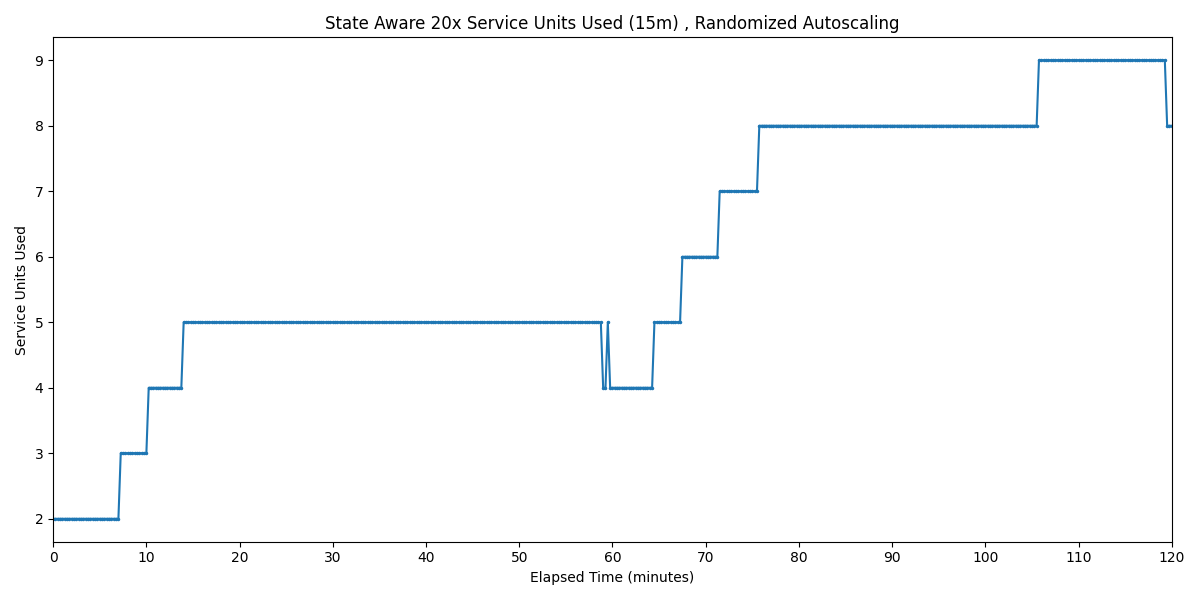 State Aware 20x Service Units Used (15m) , Randomized Autoscaling
Service Units Used
9
8
7
6
5
4
3
2
0 10 20 30 40 50 60 70 80 90 100 110 120
Elapsed Time (minutes)